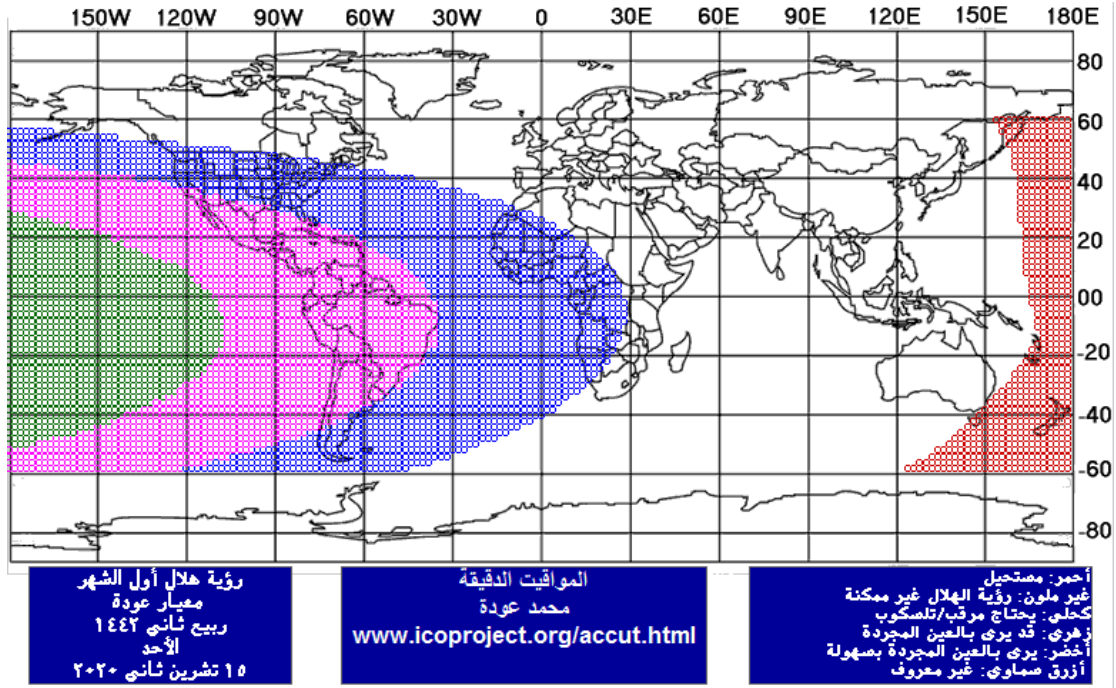 150W 120W 90W 60W 30W 0 30E 60E 90E 120E 150E 180E
80
60
40
20
00
-20
-40
-60
-80
رؤية هلال أول الشهر
معيار عودة
ربيع ثاني ١٤٤٢
الأحد
١٥ تشرين ثاني ٢٠٢٠
المواقيت الدقيقة
محمد عودة
www.icoproject.org/accut.html
أحمر: مستحيل
غير ملون: رؤية الهلال غير ممكنة
كحلي: يحتاج مرقب/تلسكوب
زهري: قد يرى بالعين المجردة
أخضر: يرى بالعين المجردة بصهولة
أزرق صماوي: غير معروف